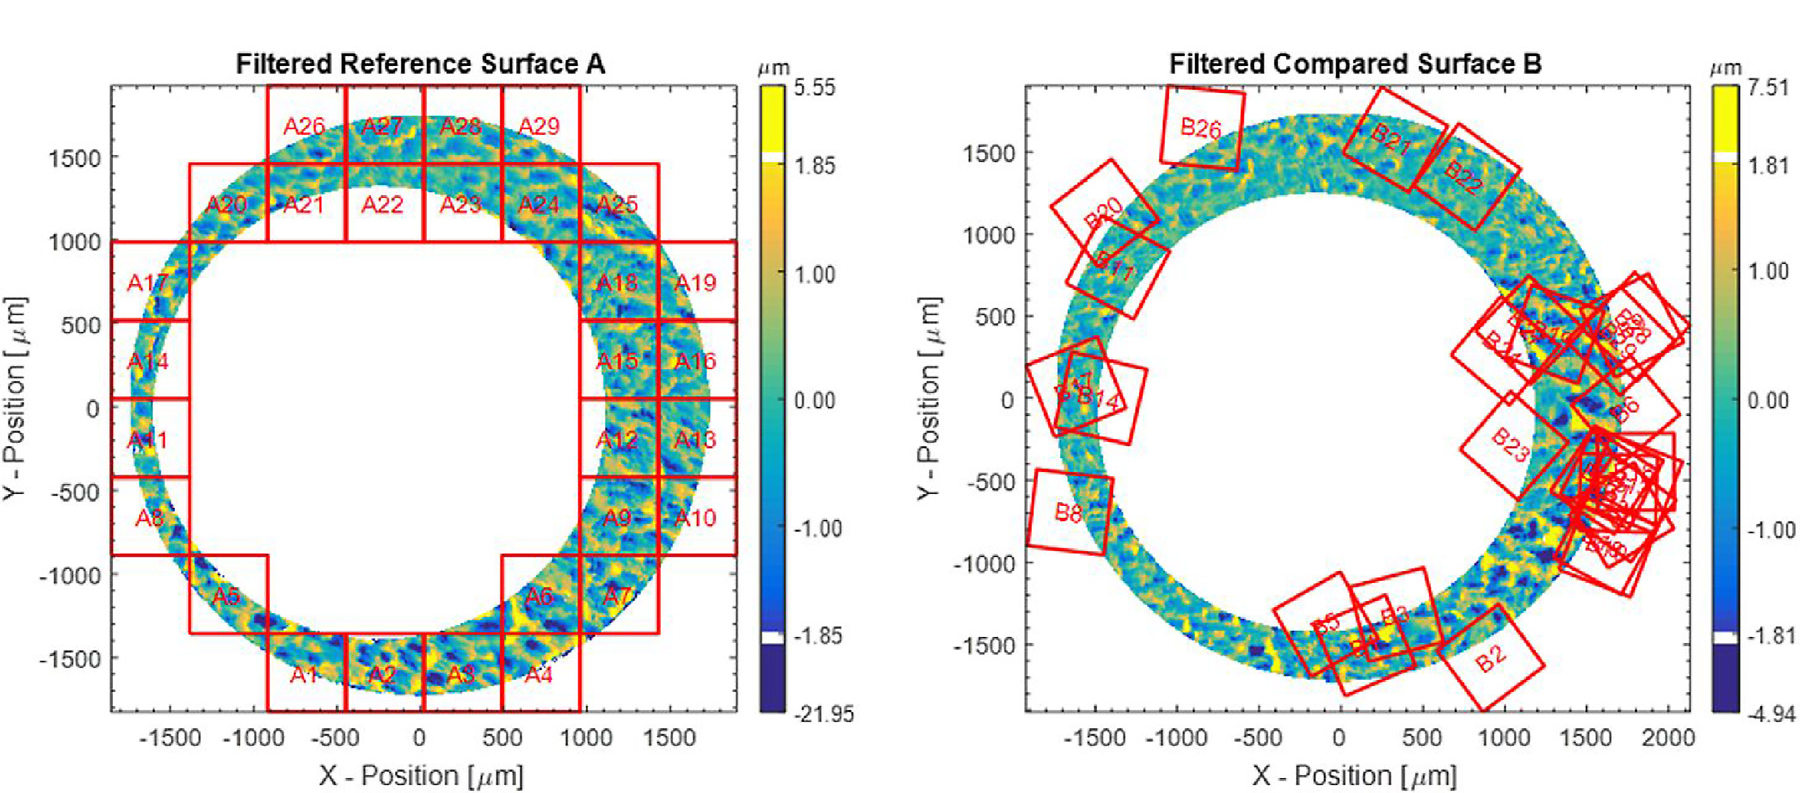 Filtered Reference Surface A
μm
5.55
1.85
1.00
0.00
-1.00
-1.85
-21.95
Y - Position [μm]
1500
1000
500
0
-500
-1000
-1500
A26 A27 A28 A29
A20 A21 A22 A23 A24 A25
A17 A18 A19
A14 A15 A16
A11 A12 A13
A8 A9 A10
A5 A6 A7
A1 A2 A3 A4
-1500 -1000 -500 0 500 1000 1500
X - Position [μm]
Filtered Compared Surface B
μm
7.51
1.81
1.00
0.00
-1.00
-1.81
-4.94
Y - Position [μm]
1500
1000
500
0
-500
-1000
-1500
B26 B21
B22
B20
B11
B14 B6
B23
B8
B5 B3
B2
-1500 -1000 -500 0 500 1000 1500 2000
X - Position [μm]